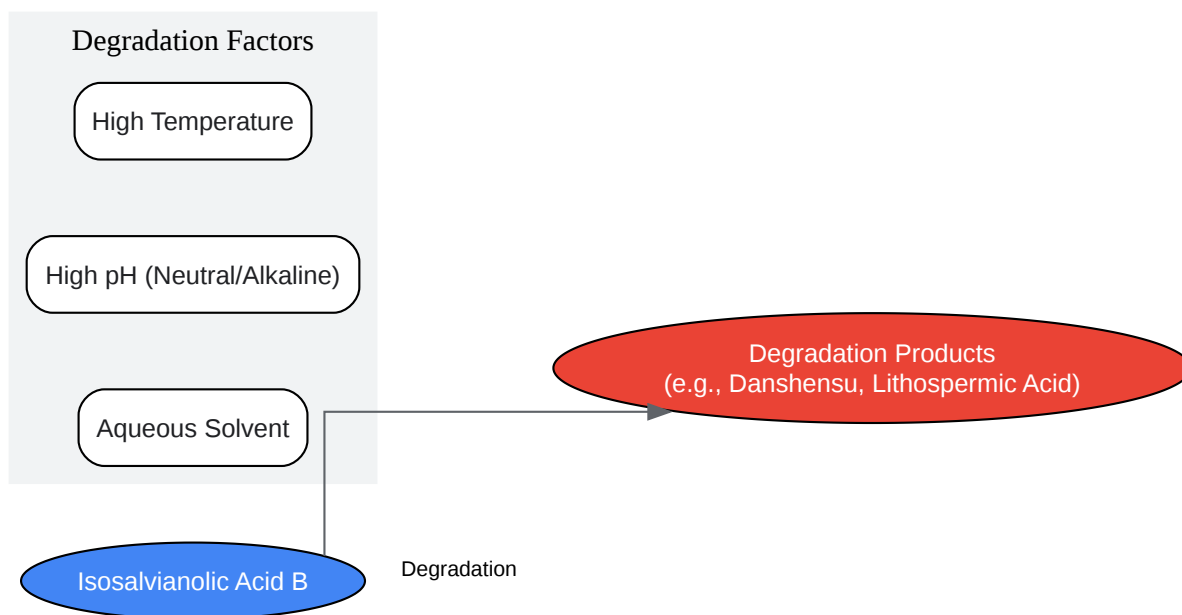 Degradation Factors
High Temperature
High pH (Neutral/Alkaline)
Aqueous Solvent
Degradation Products
(e.g., Danshensu, Lithospermic Acid)
Isosalvianolic Acid B
Degradation